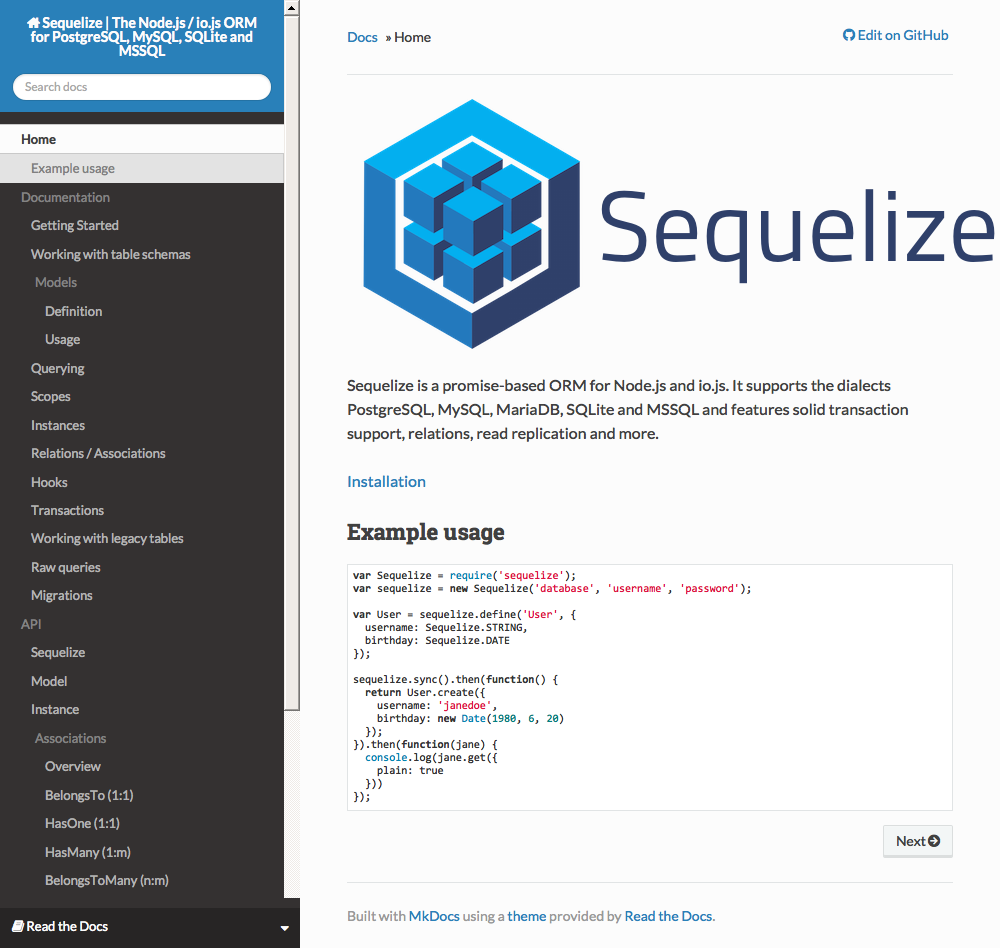 Sequelize | The Node.js / io.js ORM
for PostgreSQL, MySQL, SQLite and
MSSQL
Search docs
Home
Example usage
Documentation
Getting Started
Working with table schemas
Models
Definition
Usage
Querying
Scopes
Instances
Relations / Associations
Hooks
Transactions
Working with legacy tables
Raw queries
Migrations
API
Sequelize
Model
Instance
Associations
Overview
BelongsTo (1:1)
HasOne (1:1)
HasMany (1:m)
BelongsToMany (n:m)
Read the Docs
Docs » Home
Edit on GitHub
Sequelize
Sequelize is a promise-based ORM for Node.js and io.js. It supports the dialects
PostgreSQL, MySQL, MariaDB, SQLite and MSSQL and features solid transaction
support, relations, read replication and more.
Installation
Example usage
var Sequelize = require('sequelize');
var sequelize = new Sequelize('database', 'username', 'password');
var User = sequelize.define('User', {
  username: Sequelize.STRING,
  birthday: Sequelize.DATE
});
sequelize.sync().then(function() {
  return User.create({
    username: 'janedoe',
    birthday: new Date(1980, 6, 20)
  });
}).then(function(jane) {
  console.log(jane.get({
    plain: true
  }))
});
Next
Built with MkDocs using a theme provided by Read the Docs.